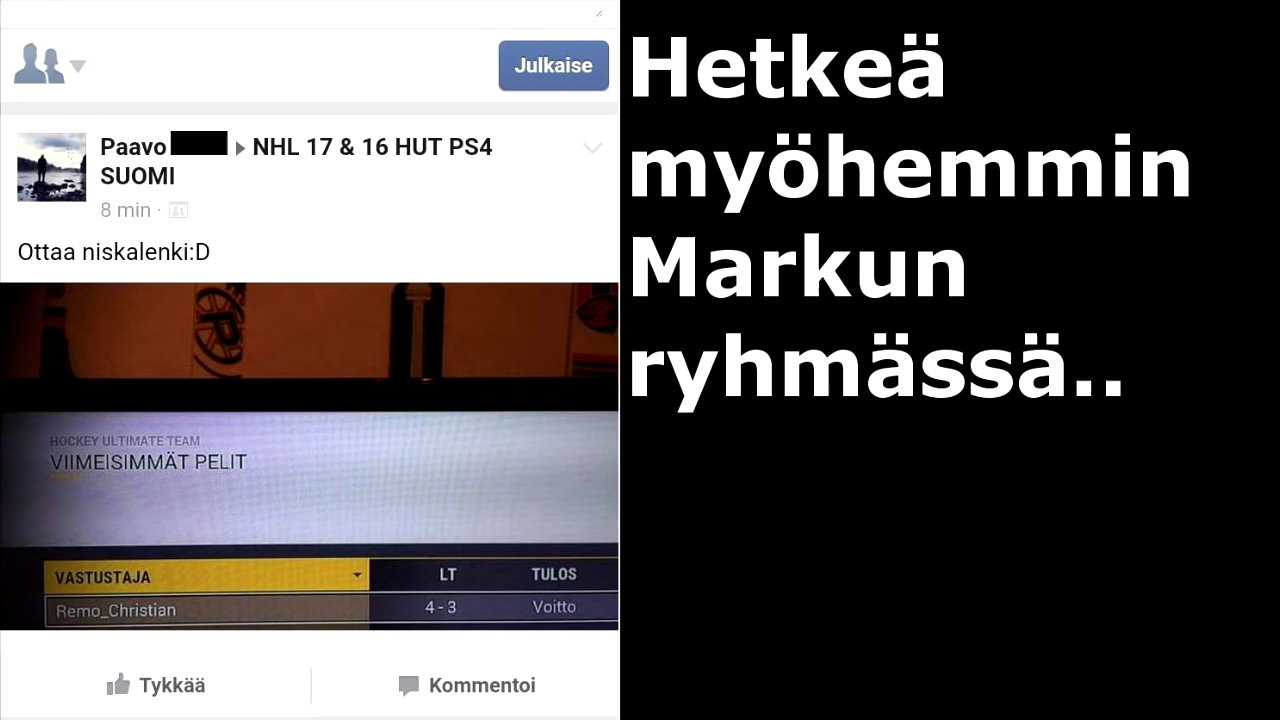 Julkaise
Paavo ▶ NHL 17 & 16 HUT PS4
SUOMI
8 min ·
Ottaa niskalenki:D
P
HOCKEY ULTIMATE TEAM
VIIMEISIMMÄT PELIT
VASTUSTAJA LT TULOS
Remo_Christian 4 - 3 Voitto
Tykkää Kommentoi
Hetkeä
myöhemmin
Markun
ryhmässä..